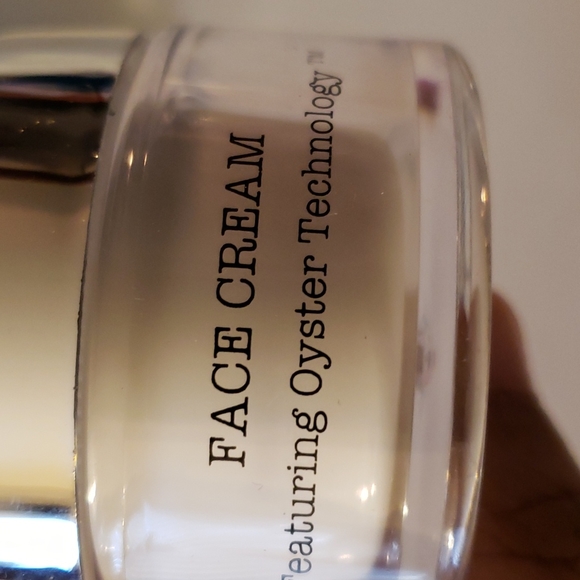 FACE CREAM
Featuring Oyster Technology™